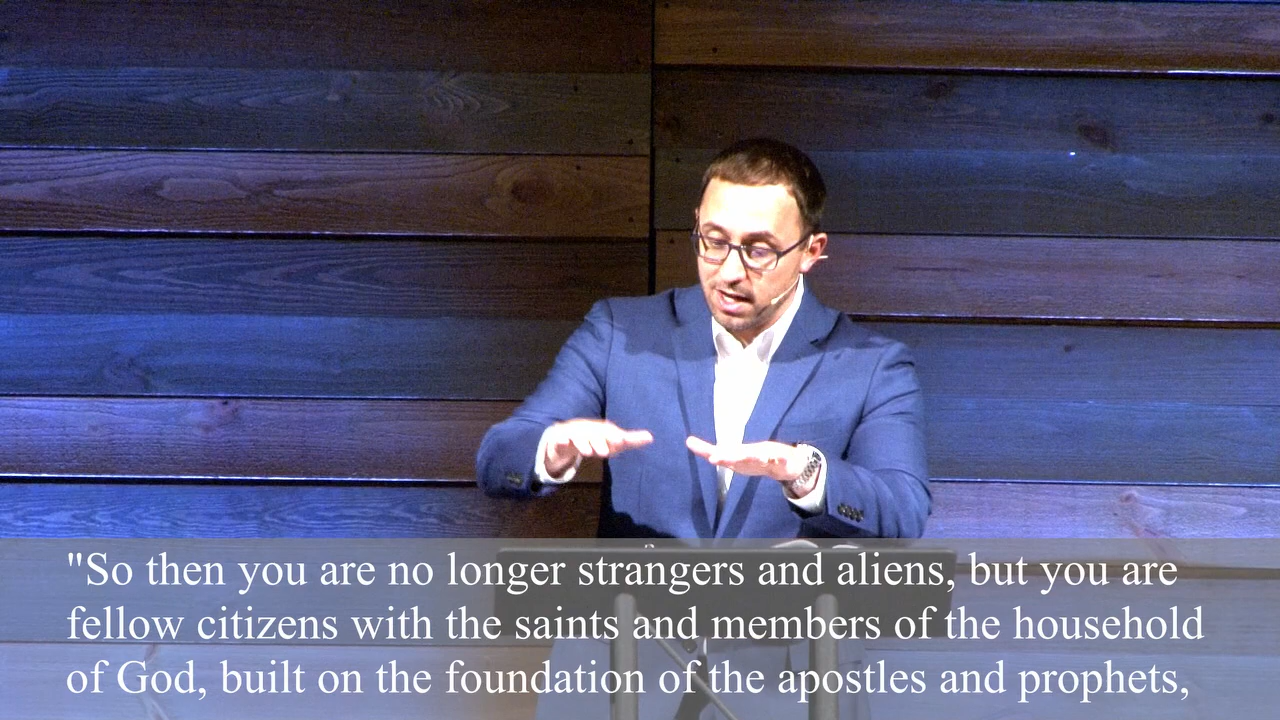 "So then you are no longer strangers and aliens, but you are
fellow citizens with the saints and members of the household
of God, built on the foundation of the apostles and prophets,